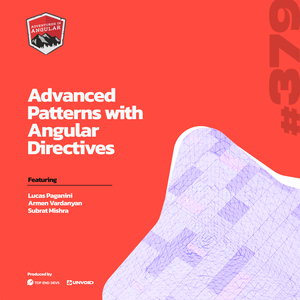 ADVENTURES IN
ANGULAR
#379
Advanced
Patterns with
Angular
Directives
Featuring
Lucas Paganini
Armen Vardanyan
Subrat Mishra
Produced by
TOP END DEVS
UNVOID